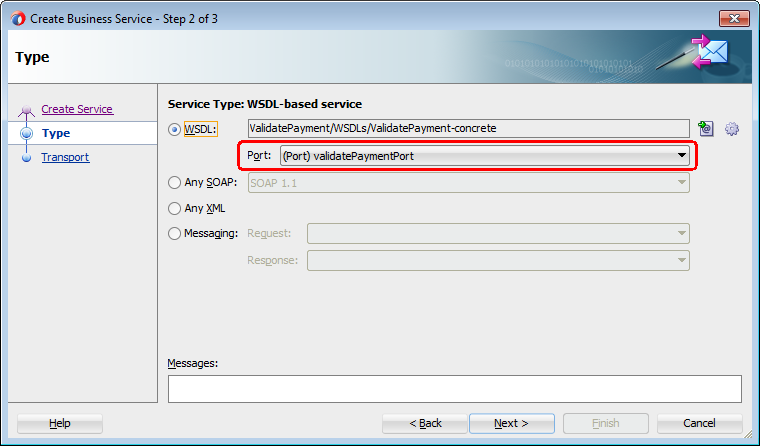 Create Business Service - Step 2 of 3
Type
Create Service
Type
Transport
Service Type: WSDL-based service
WSDL: ValidatePayment/WSDLs/ValidatePayment-concrete
Port: (Port) validatePaymentPort
Any SOAP: SOAP 1.1
Any XML
Messaging: Request:
Response:
Messages:
Help < Back Next > Finish Cancel